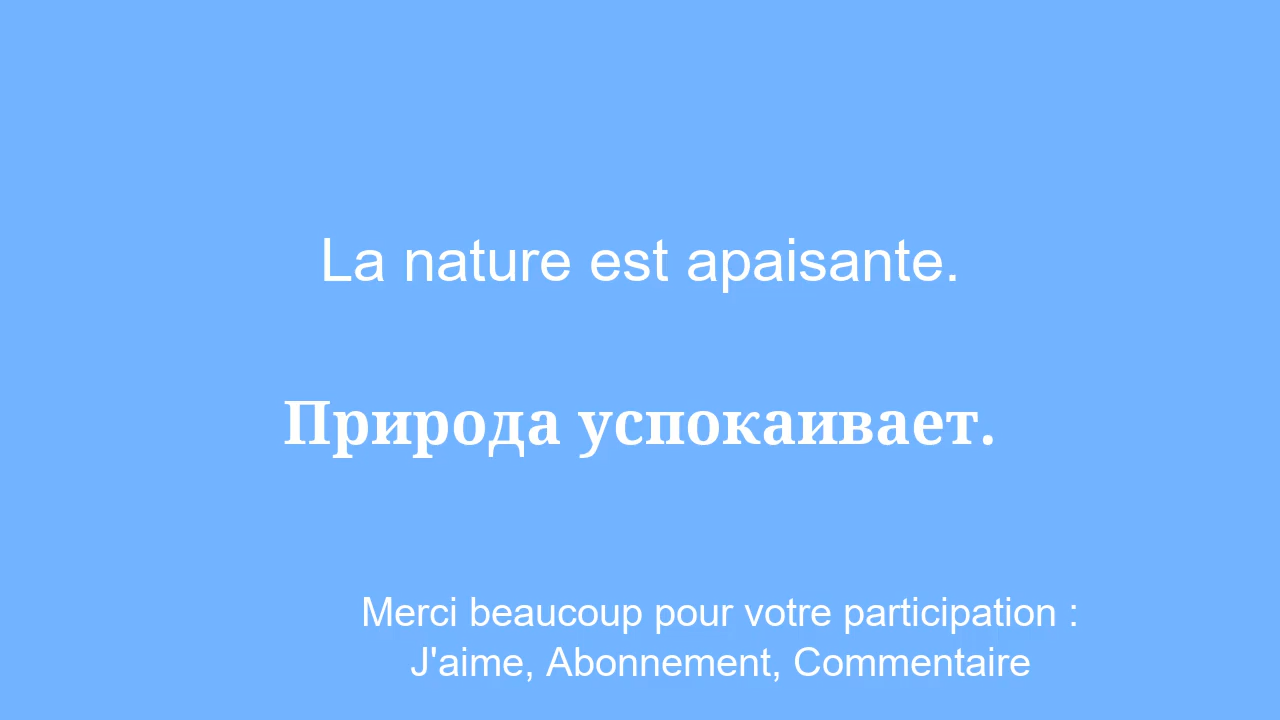 La nature est apaisante.
Природа успокаивает.
Merci beaucoup pour votre participation :
J'aime, Abonnement, Commentaire